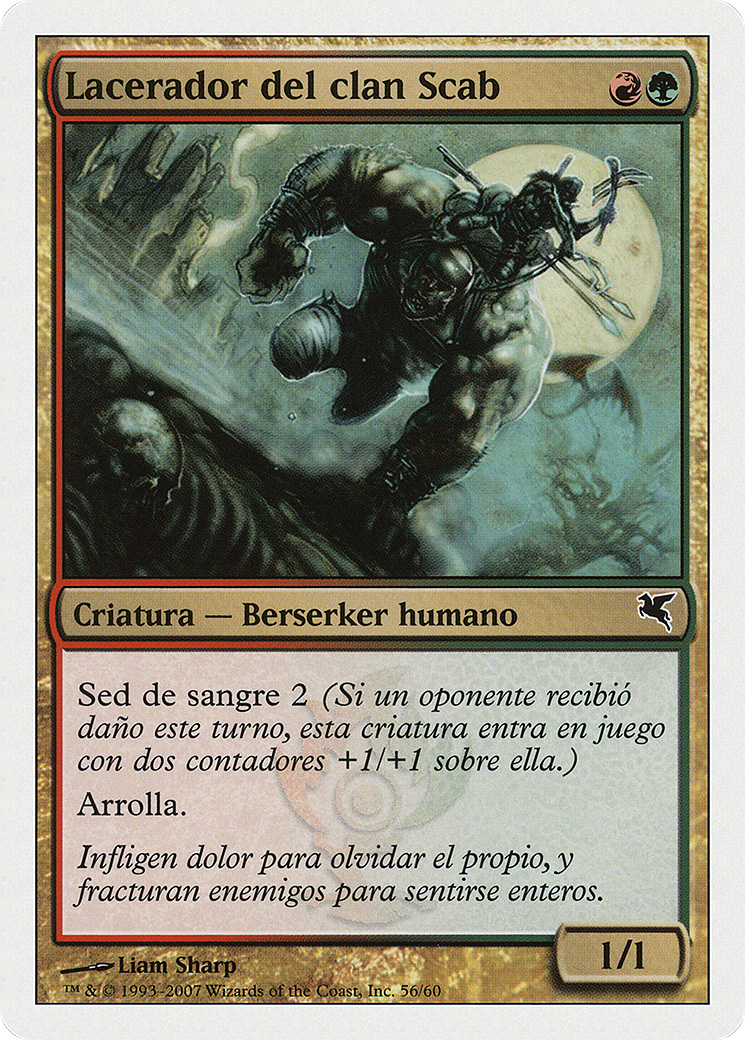 Lacerador del clan Scab
Criatura — Berserker humano
Sed de sangre 2 (Si un oponente recibió
daño este turno, esta criatura entra en juego
con dos contadores +1/+1 sobre ella.)
Arrolla.
Infligen dolor para olvidar el propio, y
fracturan enemigos para sentirse enteros.
1/1
Liam Sharp
™ & © 1993–2007 Wizards of the Coast, Inc. 56/60